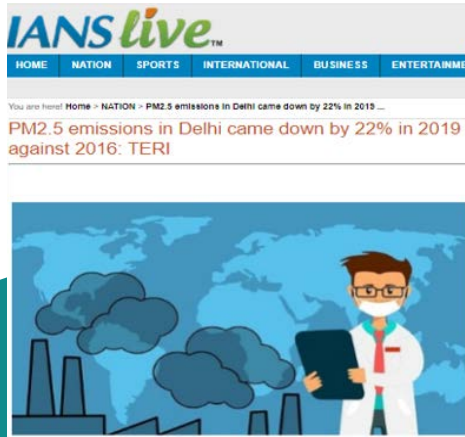 IANS live TM
HOME NATION SPORTS INTERNATIONAL BUSINESS ENTERTAINME
You are here! Home > NATION > PM2.5 emissions in Delhi came down by 22% in 2019 ...
PM2.5 emissions in Delhi came down by 22% in 2019
against 2016: TERI